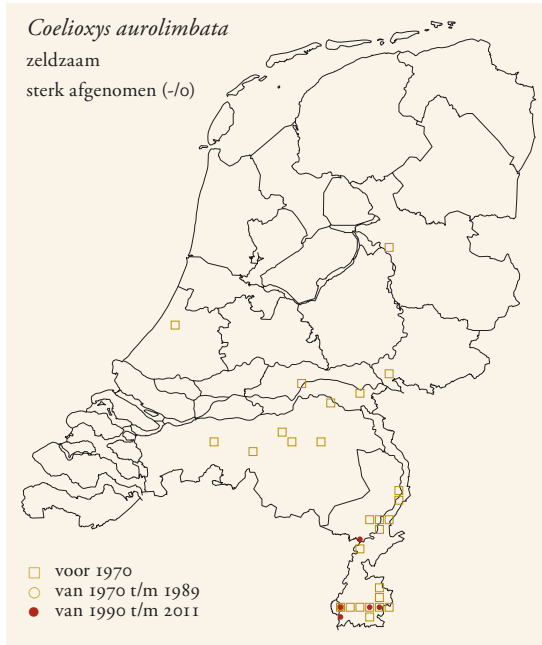 Coelioxys aurolimbata
zeldzaam
sterk afgenomen (-/0)
voor 1970
van 1970 t/m 1989
van 1990 t/m 2011